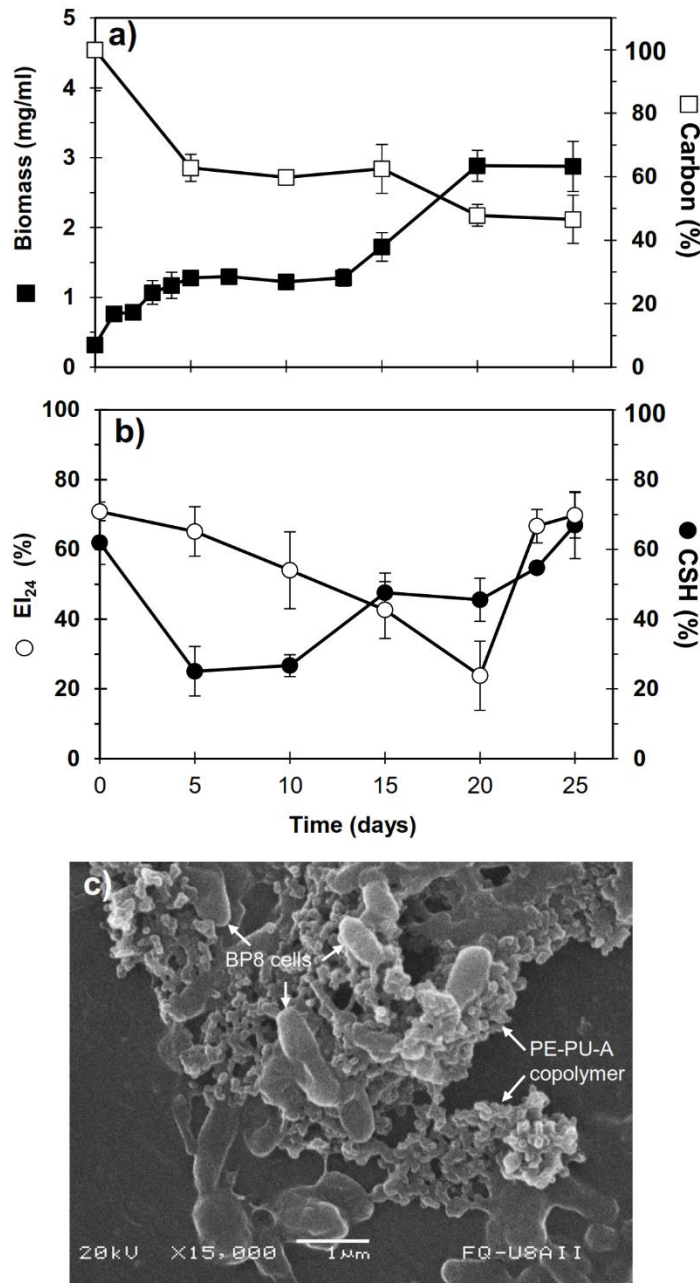 a)
5
4
3
2
1
0
Biomass (mg/ml)
100
80
60
40
20
0
Carbon (%)
b)
100
80
60
40
20
0
EI24 (%)
100
80
60
40
20
0
CSH (%)
0 5 10 15 20 25
Time (days)
c)
BP8 cells
PE-PU-A
copolymer
20kV X15,000 1µm FQ-U8AII